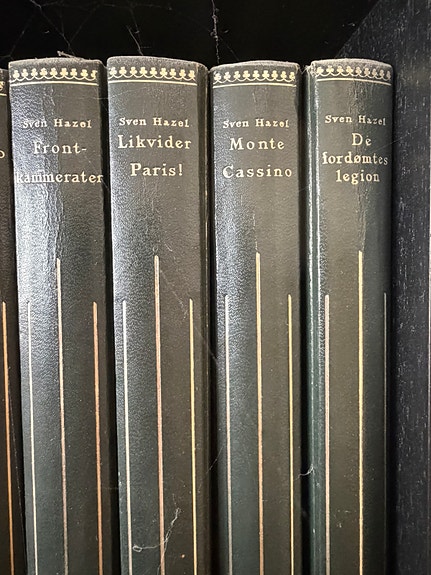 Sven Hazel
Front-
kammerater
Sven Hazel
Likvider
Paris!
Sven Hazel
Monte
Cassino
Sven Hazel
De
fordømtes
legion